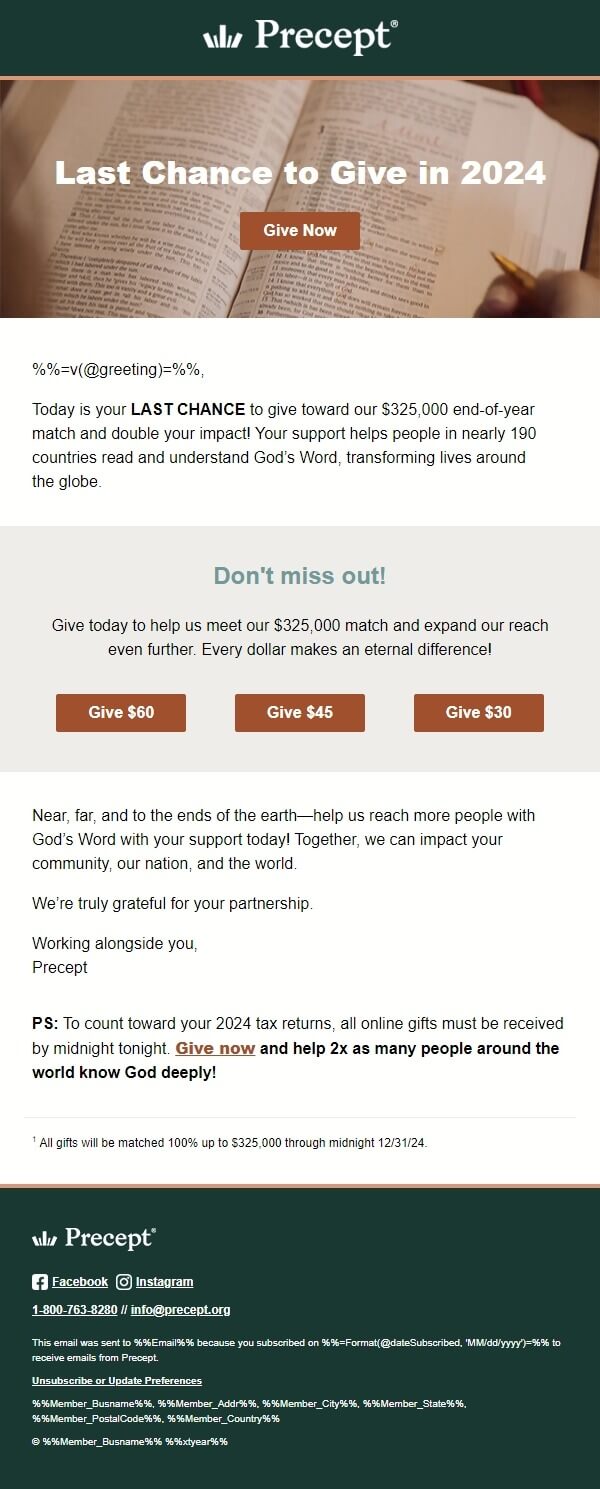 Precept®
Last Chance to Give in 2024
Give Now
%%=v(@greeting)=%%,
Today is your LAST CHANCE to give toward our $325,000 end-of-year
match and double your impact! Your support helps people in nearly 190
countries read and understand God’s Word, transforming lives around
the globe.
Don't miss out!
Give today to help us meet our $325,000 match and expand our reach
even further. Every dollar makes an eternal difference!
Give $60
Give $45
Give $30
Near, far, and to the ends of the earth—help us reach more people with
God’s Word with your support today! Together, we can impact your
community, our nation, and the world.
We’re truly grateful for your partnership.
Working alongside you,
Precept
PS: To count toward your 2024 tax returns, all online gifts must be received
by midnight tonight. Give now and help 2x as many people around the
world know God deeply!
¹ All gifts will be matched 100% up to $325,000 through midnight 12/31/24.
Precept®
Facebook Instagram
1-800-763-8280 // info@precept.org
This email was sent to %%Email%% because you subscribed on %%=Format(@dateSubscribed, 'MM/dd/yyyy')=%% to
receive emails from Precept.
Unsubscribe or Update Preferences
%%Member_Busname%%, %%Member_Addr%%, %%Member_City%%, %%Member_State%%,
%%Member_PostalCode%%, %%Member_Country%%
© %%Member_Busname%% %%xtyear%%